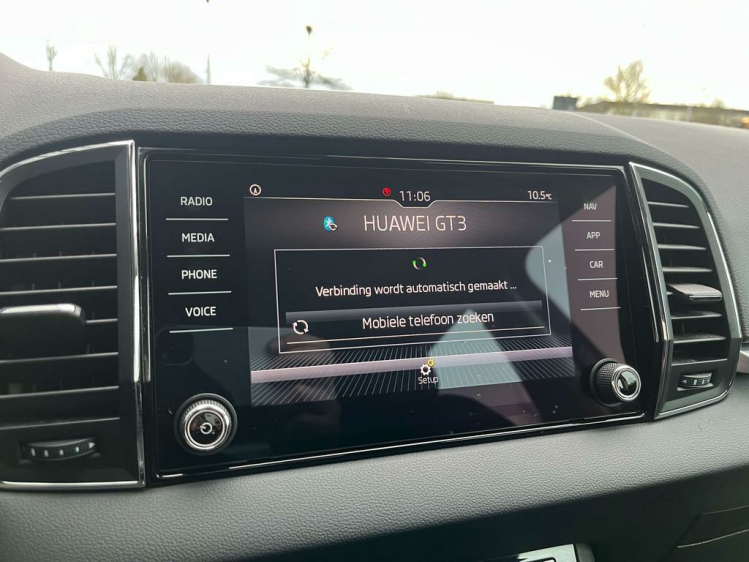 RADIO
MEDIA
PHONE
VOICE
11:06
10.5°C
HUAWEI GT3
Verbinding wordt automatisch gemaakt ...
Mobiele telefoon zoeken
Setup
NAV
APP
CAR
MENU